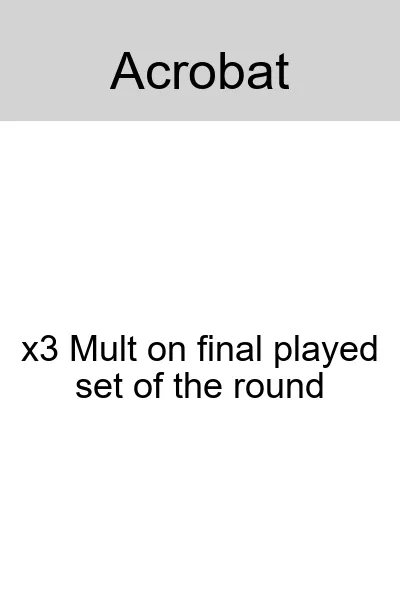 Acrobat
x3 Mult on final played
set of the round